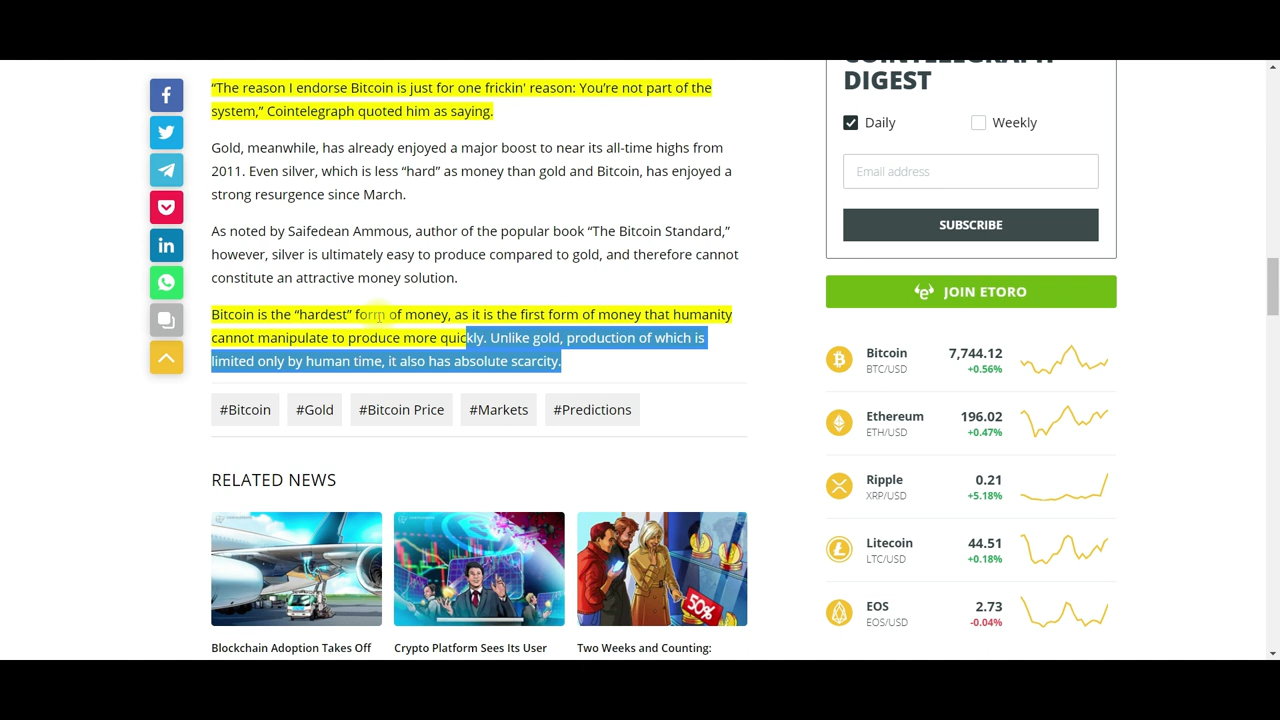 “The reason I endorse Bitcoin is just for one frickin’ reason: You’re not part of the
system,” Cointelegraph quoted him as saying.
Gold, meanwhile, has already enjoyed a major boost to near its all-time highs from
2011. Even silver, which is less “hard” as money than gold and Bitcoin, has enjoyed a
strong resurgence since March.
As noted by Saifedean Ammous, author of the popular book “The Bitcoin Standard,”
however, silver is ultimately easy to produce compared to gold, and therefore cannot
constitute an attractive money solution.
Bitcoin is the “hardest” form of money, as it is the first form of money that humanity
cannot manipulate to produce more quickly. Unlike gold, production of which is
limited only by human time, it also has absolute scarcity.
#Bitcoin
#Gold
#Bitcoin Price
#Markets
#Predictions
RELATED NEWS
50%
Blockchain Adoption Takes Off
Crypto Platform Sees Its User
Two Weeks and Counting:
COINTELEGRAPH
DIGEST
Daily
Weekly
Email address
SUBSCRIBE
JOIN ETORO
Bitcoin 7,744.12
BTC/USD +0.56%
Ethereum 196.02
ETH/USD +0.47%
Ripple 0.21
XRP/USD +5.18%
Litecoin 44.51
LTC/USD +0.18%
EOS 2.73
EOS/USD -0.04%